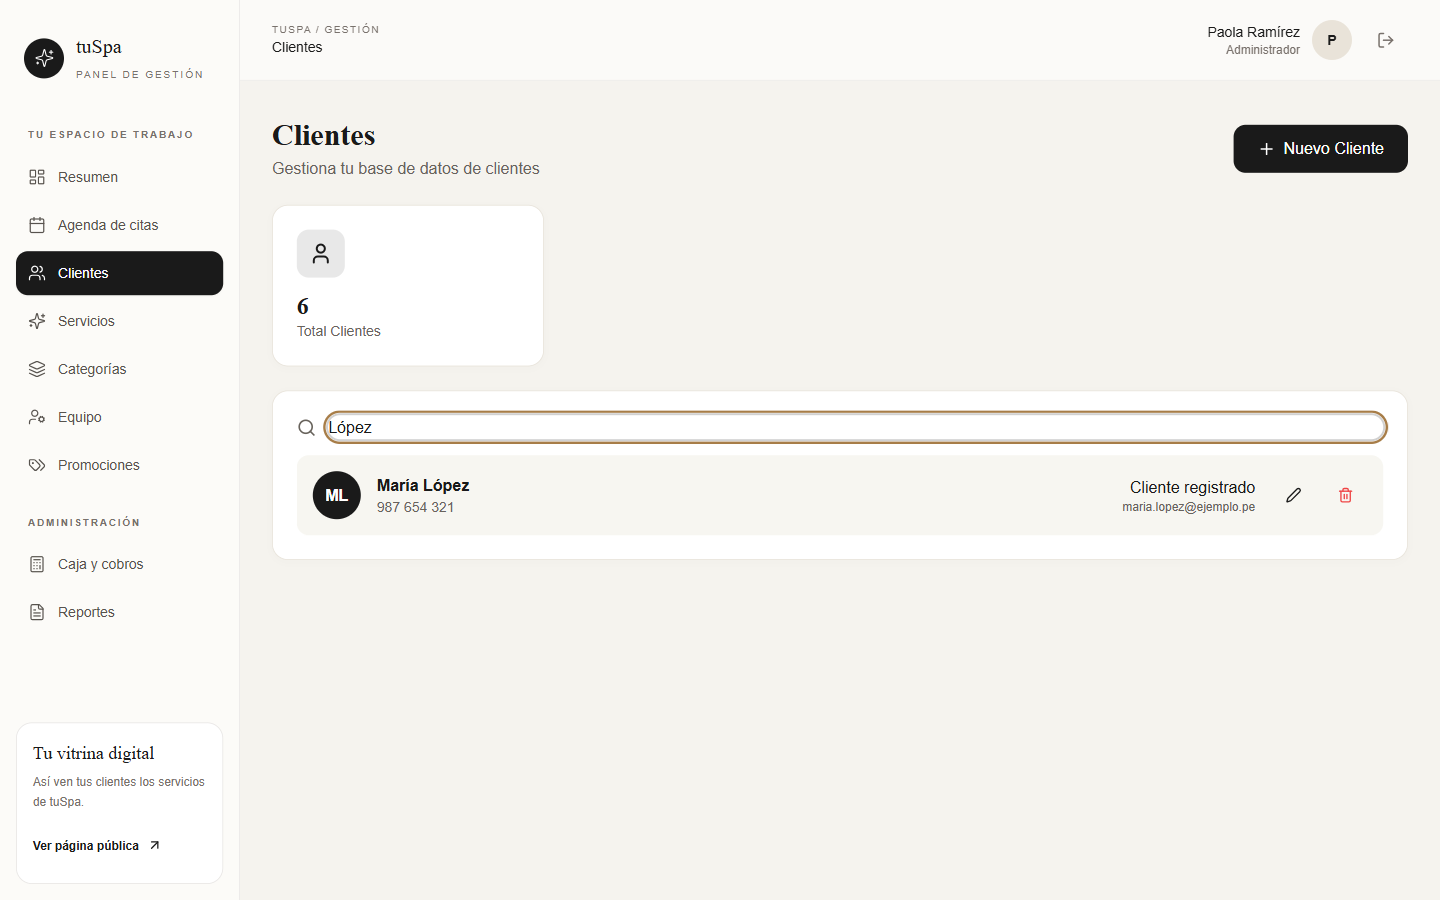 tuSpa
PANEL DE GESTIÓN
TU ESPACIO DE TRABAJO
Resumen
Agenda de citas
Clientes
Servicios
Categorías
Equipo
Promociones
ADMINISTRACIÓN
Caja y cobros
Reportes
Tu vitrina digital
Así ven tus clientes los servicios
de tuSpa.
Ver página pública
TUSPA / GESTIÓN
Clientes
Paola Ramírez
Administrador
P
Clientes
Gestiona tu base de datos de clientes
Nuevo Cliente
6
Total Clientes
López
ML
María López
987 654 321
Cliente registrado
maria.lopez@ejemplo.pe